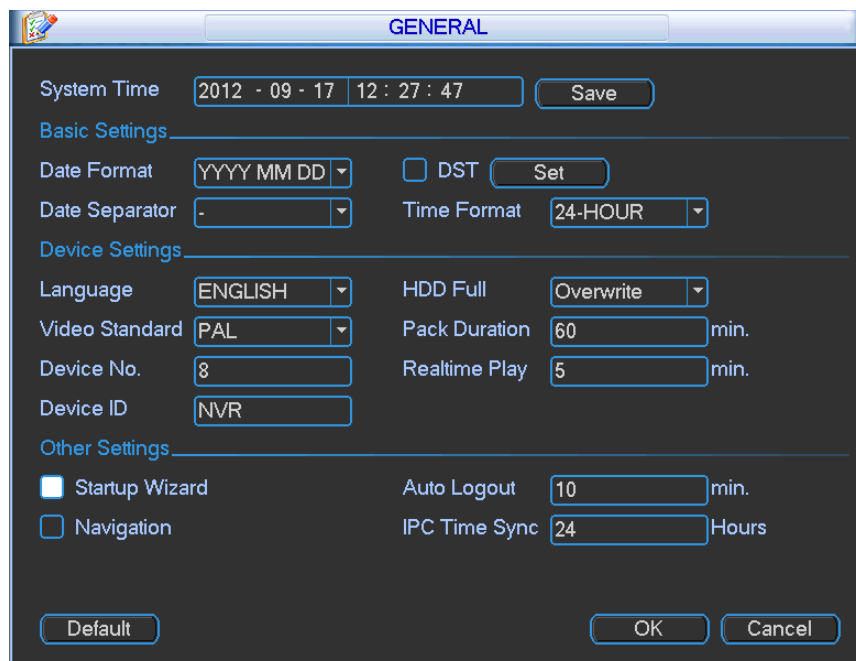 GENERAL
System Time 2012 - 09 - 17 12 : 27 : 47 Save
Basic Settings
Date Format YYYY MM DD DST Set
Date Separator - Time Format 24-HOUR
Device Settings
Language ENGLISH HDD Full Overwrite
Video Standard PAL Pack Duration 60 min.
Device No. 8 Realtime Play 5 min.
Device ID NVR
Other Settings
Startup Wizard Auto Logout 10 min.
Navigation IPC Time Sync 24 Hours
Default OK Cancel